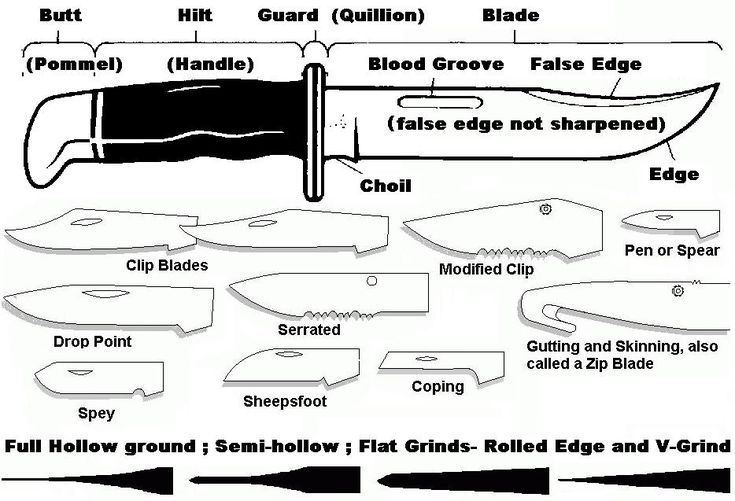 Butt Hilt Guard (Quillion) Blade
(Pommel) (Handle) Blood Groove False Edge
(false edge not sharpened)
Choil Edge
Clip Blades
Modified Clip
Pen or Spear
Drop Point
Serrated
Gutting and Skinning, also
called a Zip Blade
Spey
Sheepsfoot
Coping
Full Hollow ground ; Semi-hollow ; Flat Grinds- Rolled Edge and V-Grind